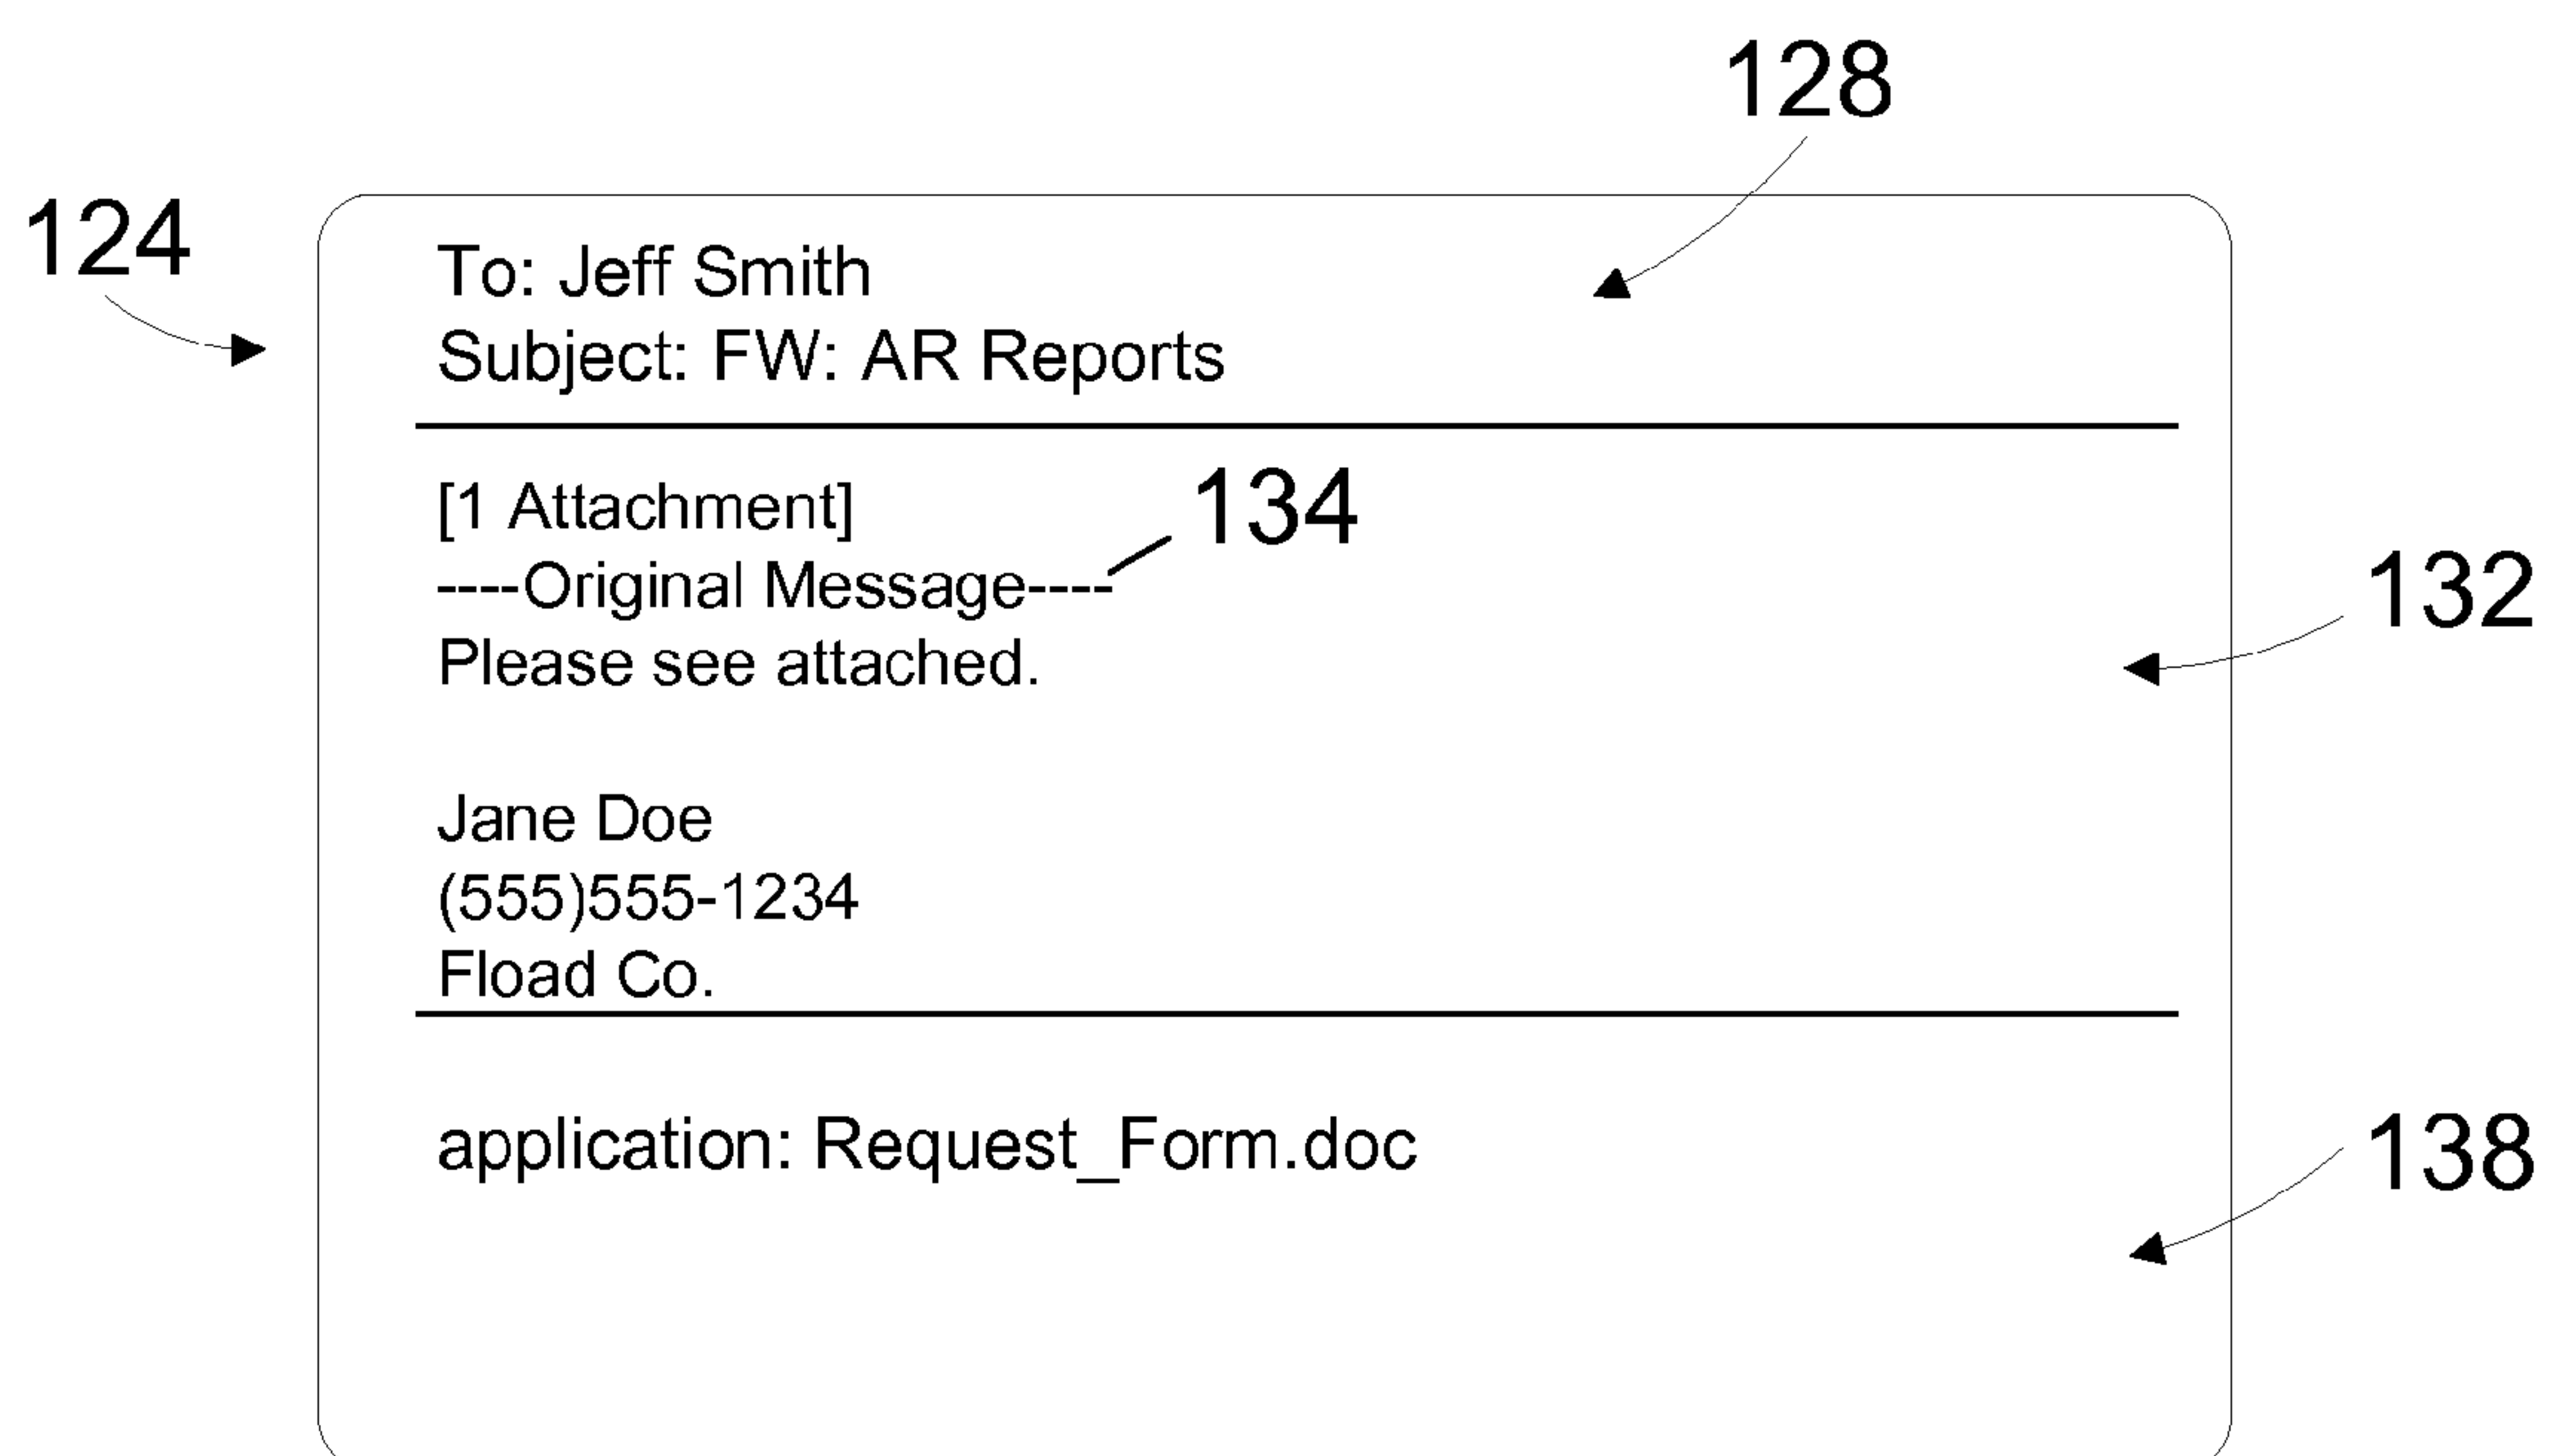 128
124
To: Jeff Smith
Subject: FW: AR Reports
[1 Attachment]
134
----Original Message----
132
Please see attached.
Jane Doe
(555)555-1234
Fload Co.
application: Request_Form.doc
138